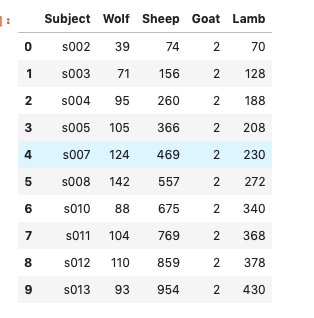 ]:
Subject Wolf Sheep Goat Lamb
0 s002 39 74 2 70
1 s003 71 156 2 128
2 s004 95 260 2 188
3 s005 105 366 2 208
4 s007 124 469 2 230
5 s008 142 557 2 272
6 s010 88 675 2 340
7 s011 104 769 2 368
8 s012 110 859 2 378
9 s013 93 954 2 430